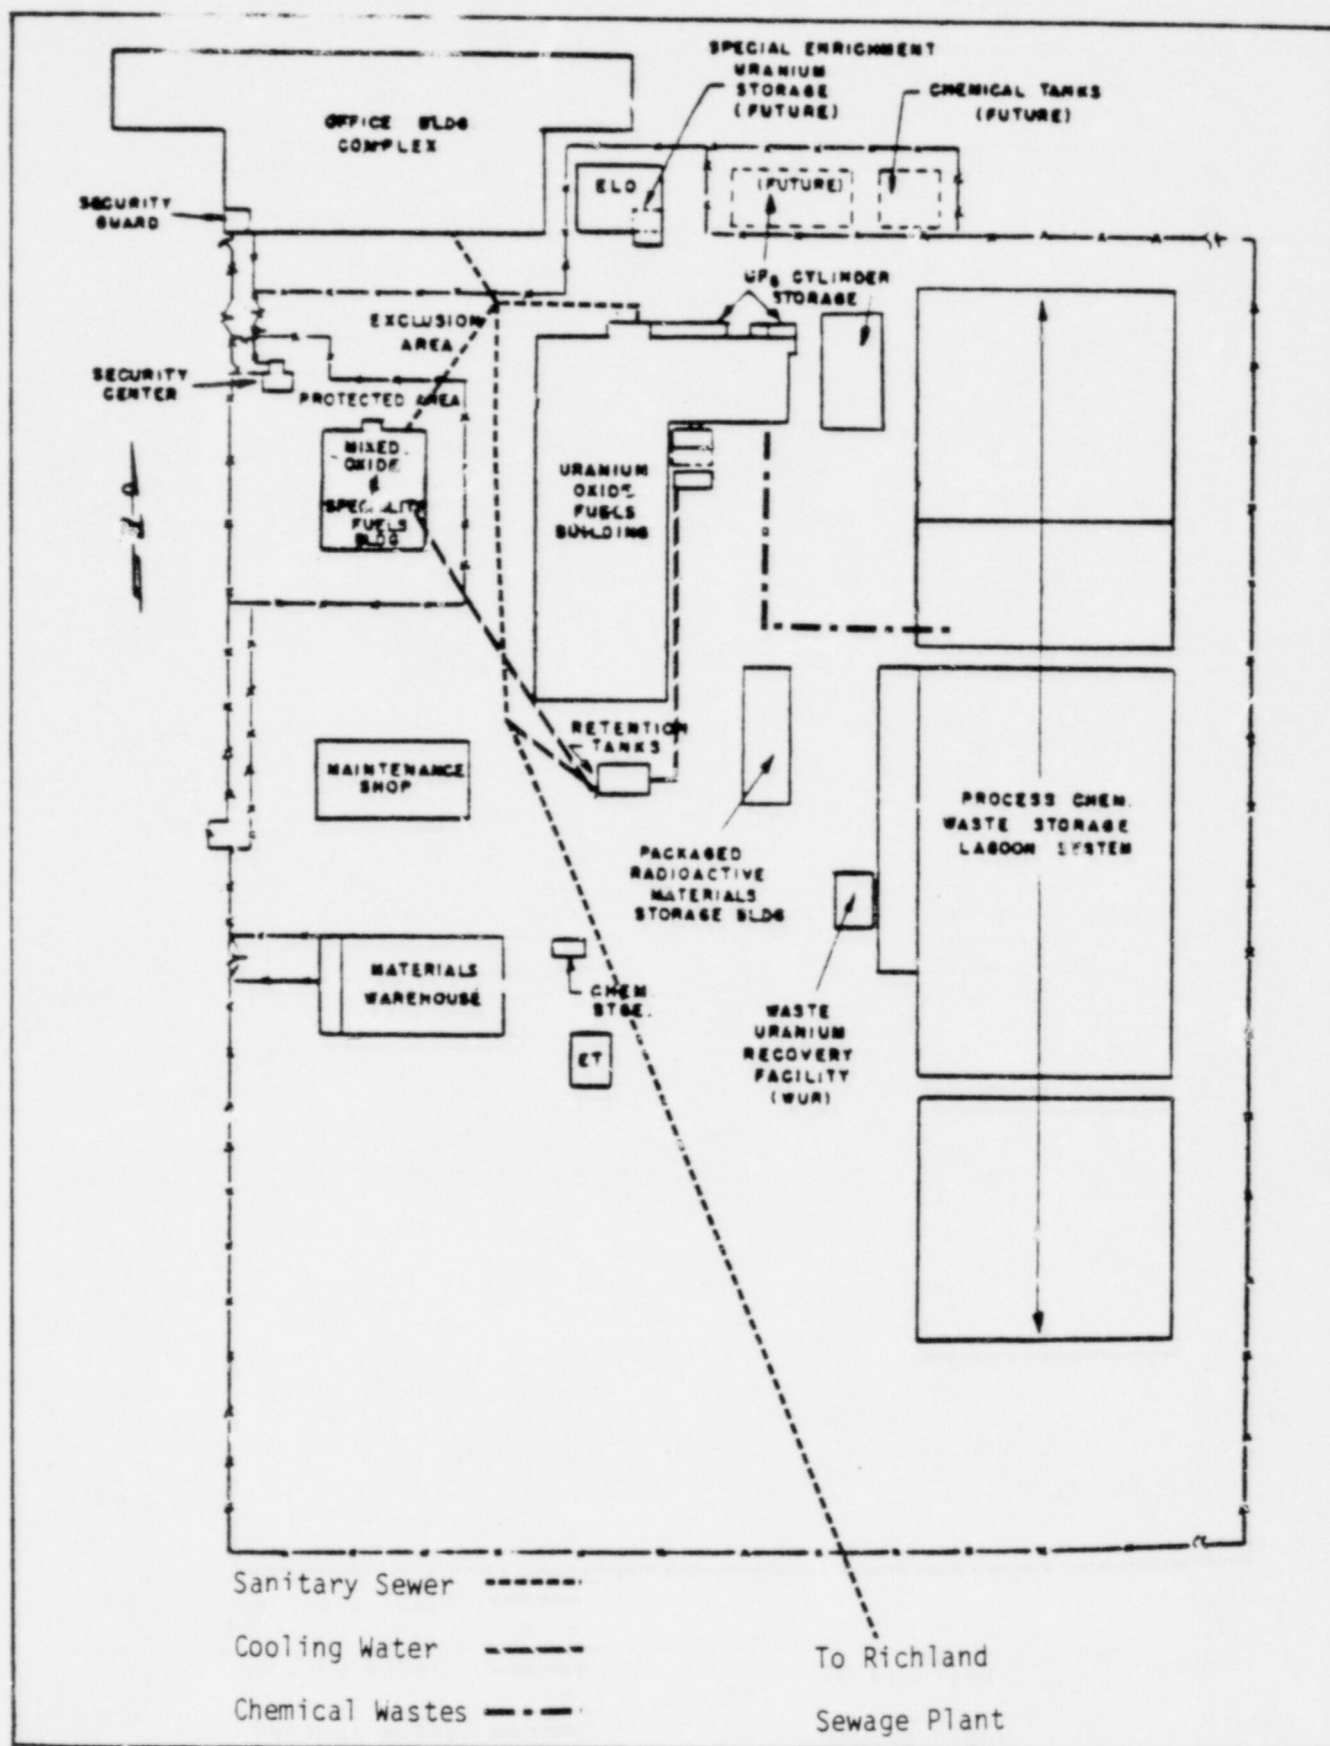 SPECIAL ENRICHMENT
URANIUM
STORAGE
(FUTURE)
CHEMICAL TANKS
(FUTURE)
OFFICE BLDG
COMPLEX
ELO
(FUTURE)
SECURITY
GUARD
UF6 CYLINDER
STORAGE
EXCLUSION
AREA
SECURITY
CENTER
PROTECTED AREA
MIXED
OXIDE
SPECIALITY
FUELS
BLDG
URANIUM
OXIDE
FUELS
BUILDING
RETENTION
TANKS
MAINTENANCE
SHOP
PROCESS CHEM.
WASTE STORAGE
LAGOON SYSTEM
PACKAGED
RADIOACTIVE
MATERIALS
STORAGE BLDG
MATERIALS
WAREHOUSE
CHEM.
STGE.
ET
WASTE
URANIUM
RECOVERY
FACILITY
(WUR)
Sanitary Sewer
Cooling Water
Chemical Wastes
To Richland
Sewage Plant